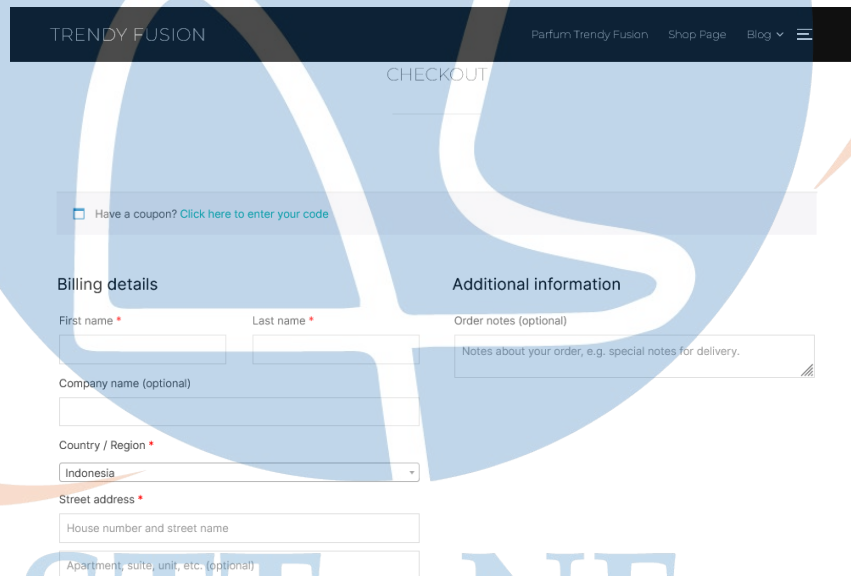 TRENDY FUSION
Parfum Trendy Fusion Shop Page Blog
CHECKOUT
Have a coupon? Click here to enter your code
Billing details
Additional information
First name *
Last name *
Order notes (optional)
Notes about your order, e.g. special notes for delivery.
Company name (optional)
Country / Region *
Indonesia
Street address *
House number and street name
Apartment, suite, unit, etc. (optional)